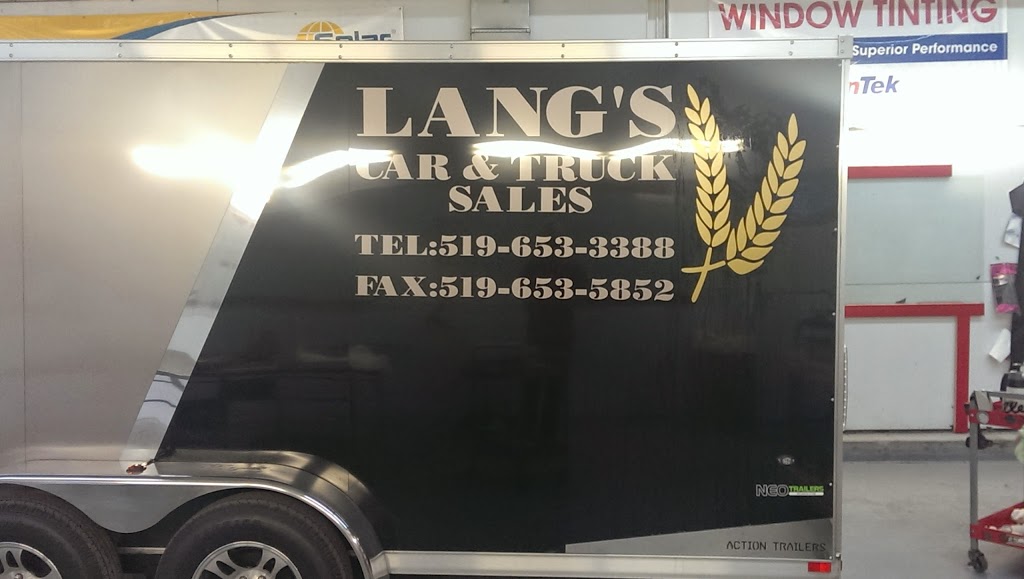 Solar
WINDOW TINTING
Superior Performance
nTek
LANG'S
CAR & TRUCK
SALES
TEL:519-653-3388
FAX:519-653-5852
NEO TRAILERS
ACTION TRAILERS